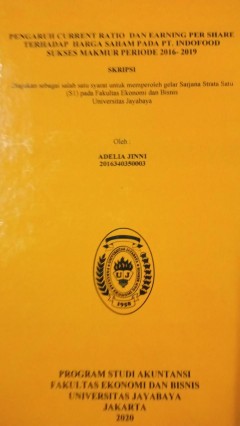 PENGARUH CURRENT RATIO DAN EARNING PER SHARE
TERHADAP HARGA SAHAM PADA PT. INDOFOOD
SUKSES MAKMUR PERIODE 2016- 2019
SKRIPSI
Diajukan sebagai salah satu syarat untuk memperoleh gelar Sarjana Strata Satu
(S1) pada Fakultas Ekonomi dan Bisnis
Universitas Jayabaya
Oleh :
ADELIA JINNI
2016340350003
U J
1958
PROGRAM STUDI AKUNTANSI
FAKULTAS EKONOMI DAN BISNIS
UNIVERSITAS JAYABAYA
JAKARTA
2020